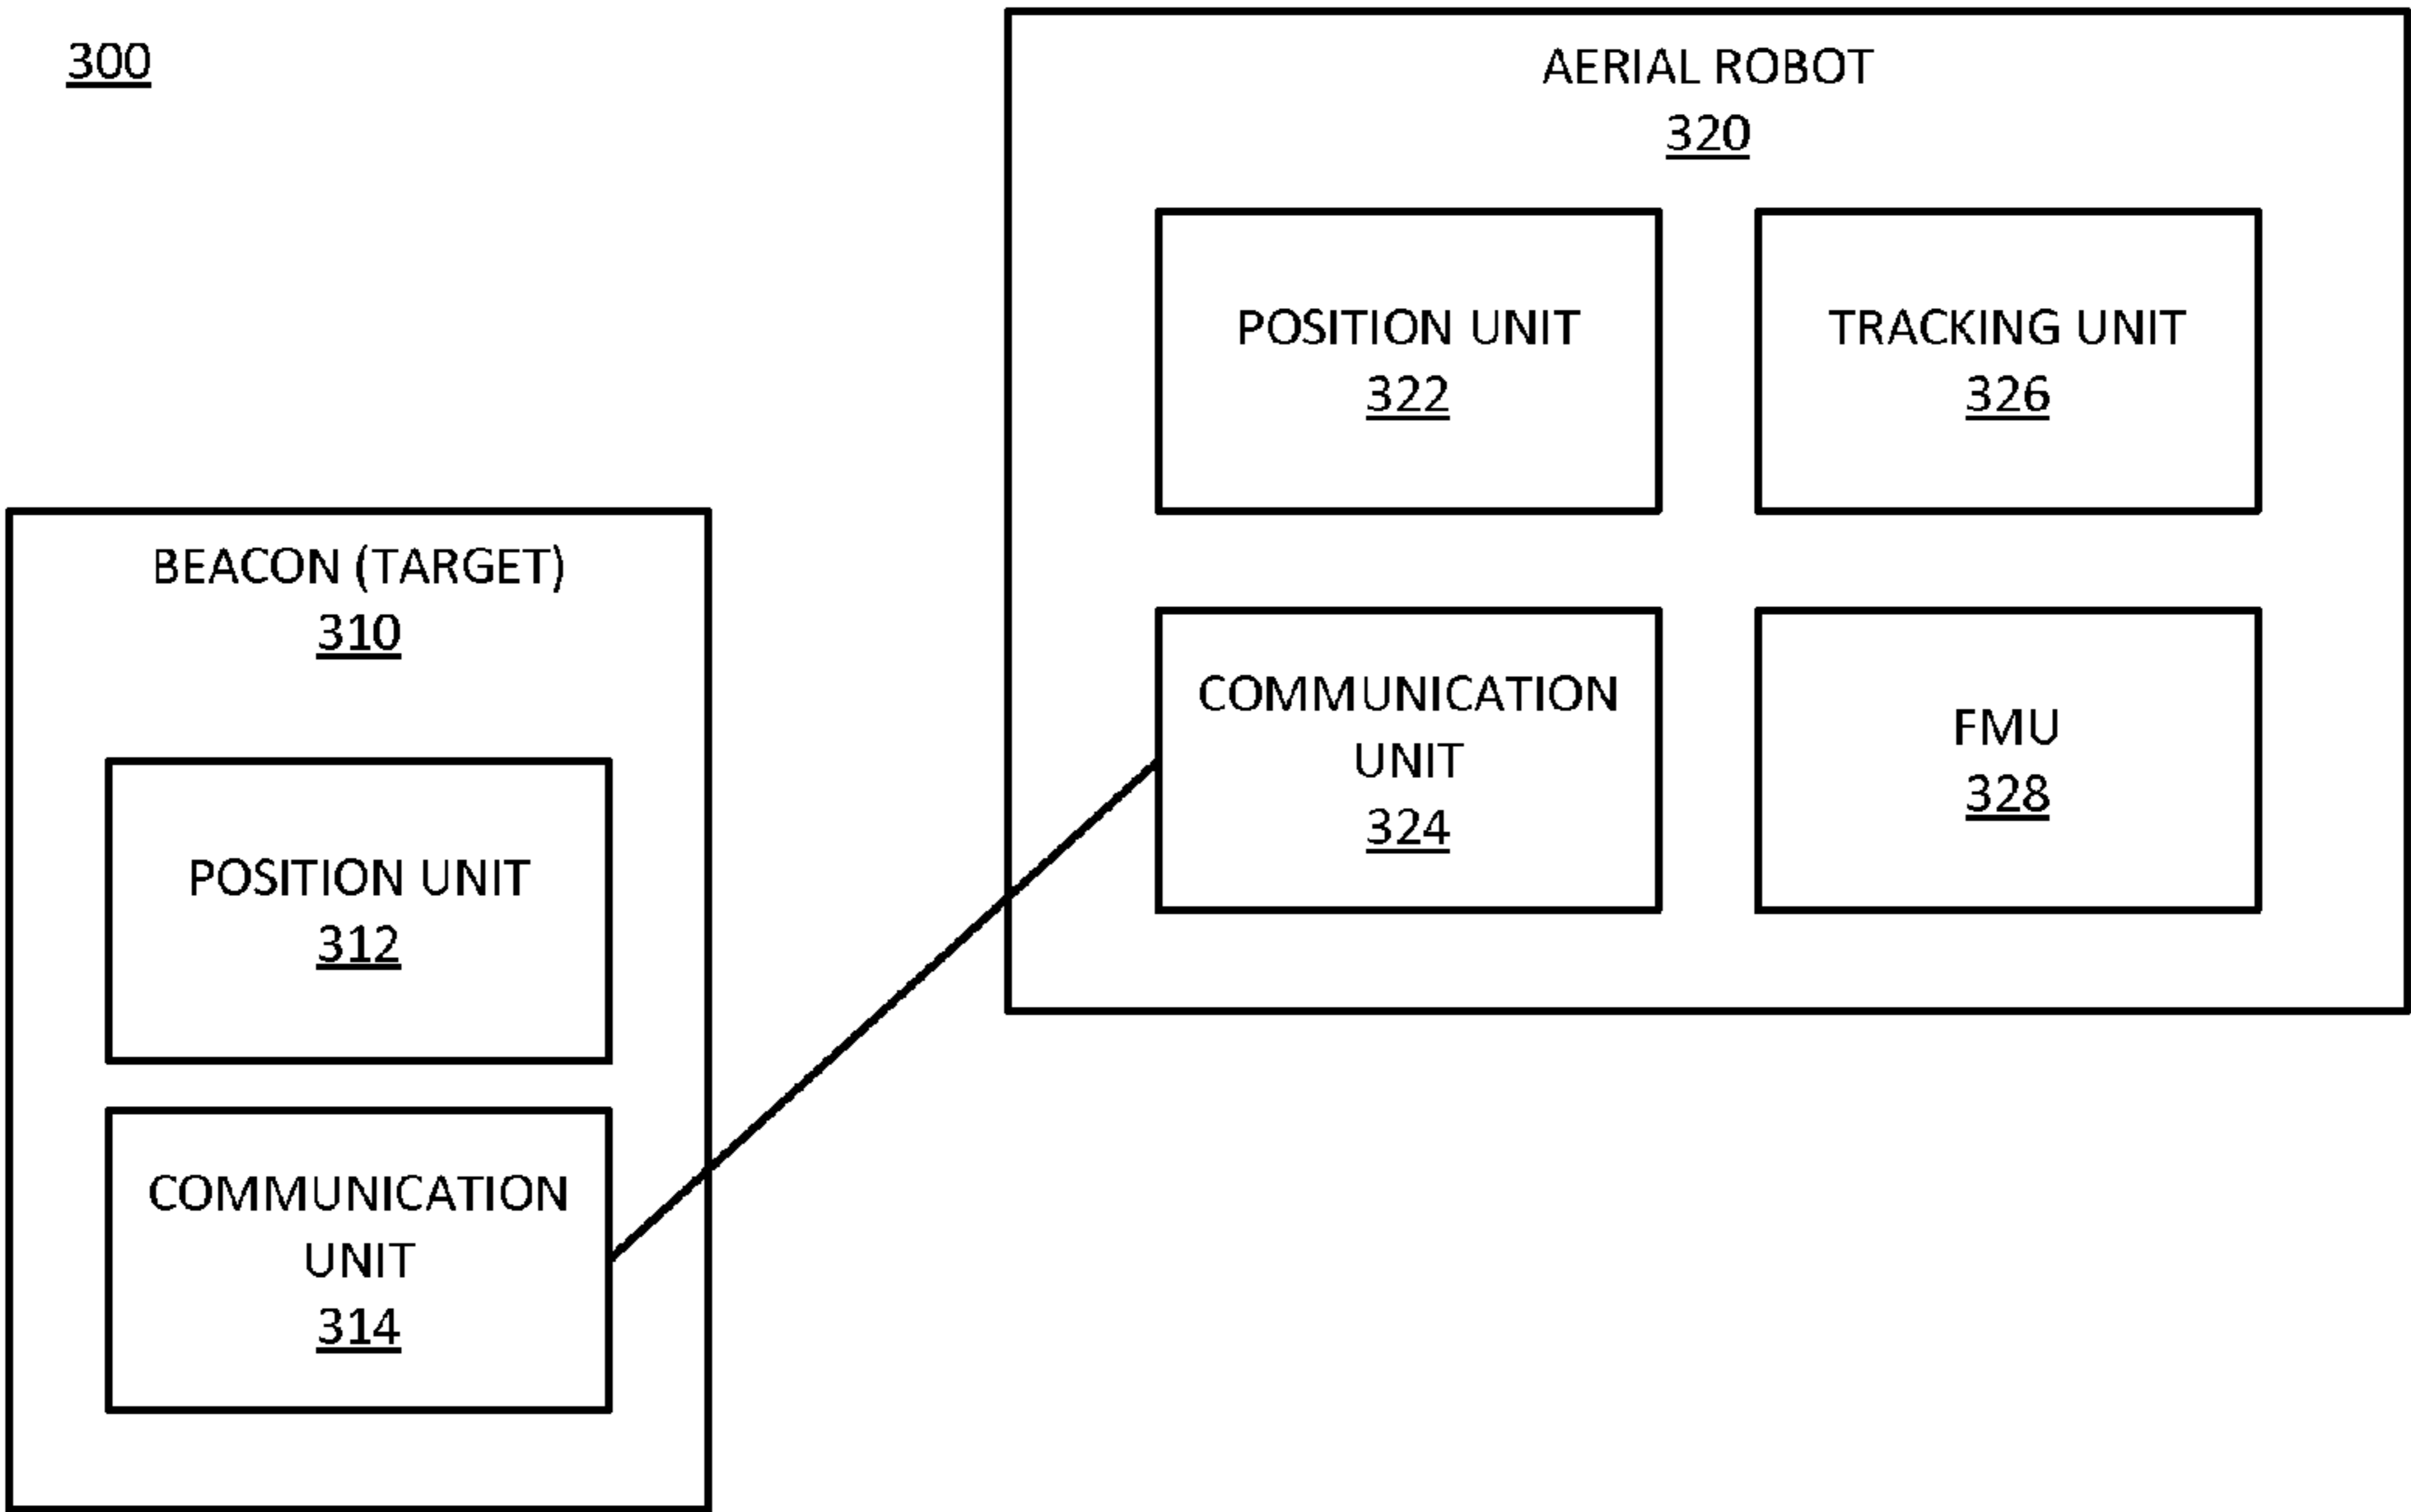 300
AERIAL ROBOT
320
POSITION UNIT
322
TRACKING UNIT
326
COMMUNICATION
UNIT
324
FMU
328
BEACON (TARGET)
310
POSITION UNIT
312
COMMUNICATION
UNIT
314